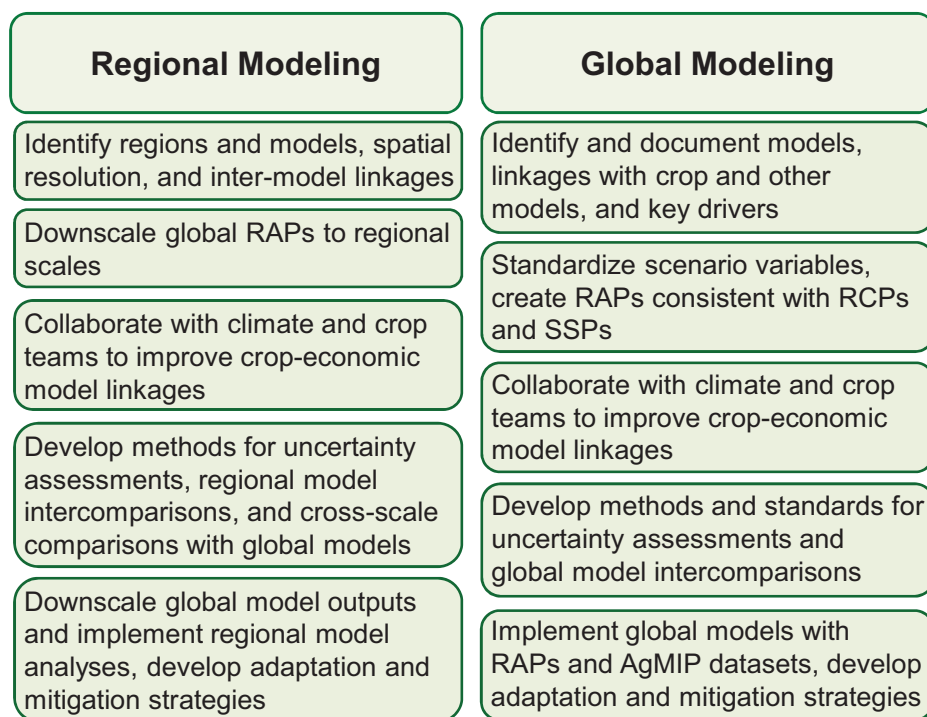 Regional Modeling
Identify regions and models, spatial
resolution, and inter-model linkages
Downscale global RAPs to regional
scales
Collaborate with climate and crop
teams to improve crop-economic
model linkages
Develop methods for uncertainty
assessments, regional model
intercomparisons, and cross-scale
comparisons with global models
Downscale global model outputs
and implement regional model
analyses, develop adaptation and
mitigation strategies
Global Modeling
Identify and document models,
linkages with crop and other
models, and key drivers
Standardize scenario variables,
create RAPs consistent with RCPs
and SSPs
Collaborate with climate and crop
teams to improve crop-economic
model linkages
Develop methods and standards for
uncertainty assessments and
global model intercomparisons
Implement global models with
RAPs and AgMIP datasets, develop
adaptation and mitigation strategies